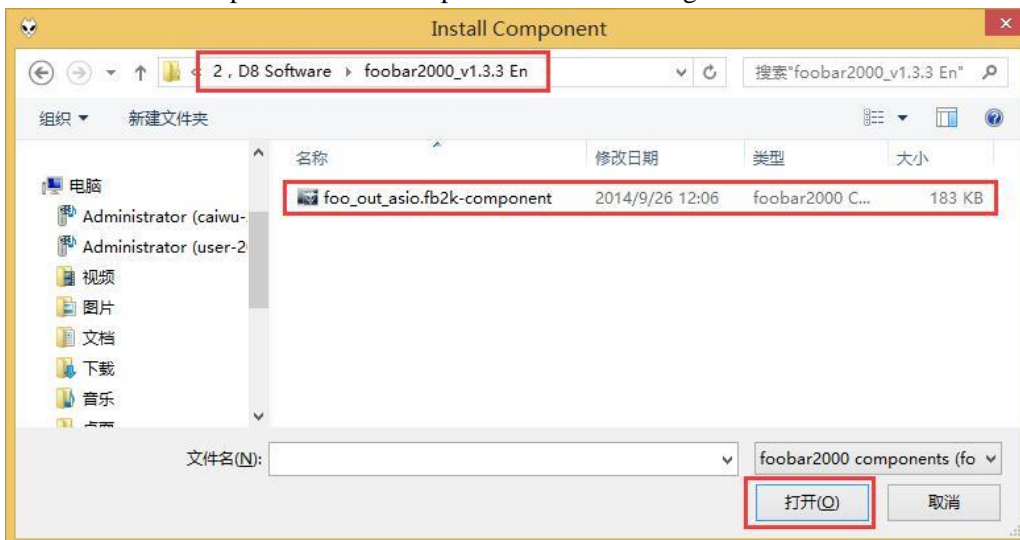 Install Component
« 2 , D8 Software ▸ foobar2000_v1.3.3 En
搜索"foobar2000_v1.3.3 En"
组织 ▼ 新建文件夹
名称 修改日期 类型 大小
foo_out_asio.fb2k-component 2014/9/26 12:06 foobar2000 C... 183 KB
电脑
Administrator (caiwu-
Administrator (user-2
视频
图片
文档
下载
音乐
文件名(N):
foobar2000 components (fo
打开(O) 取消